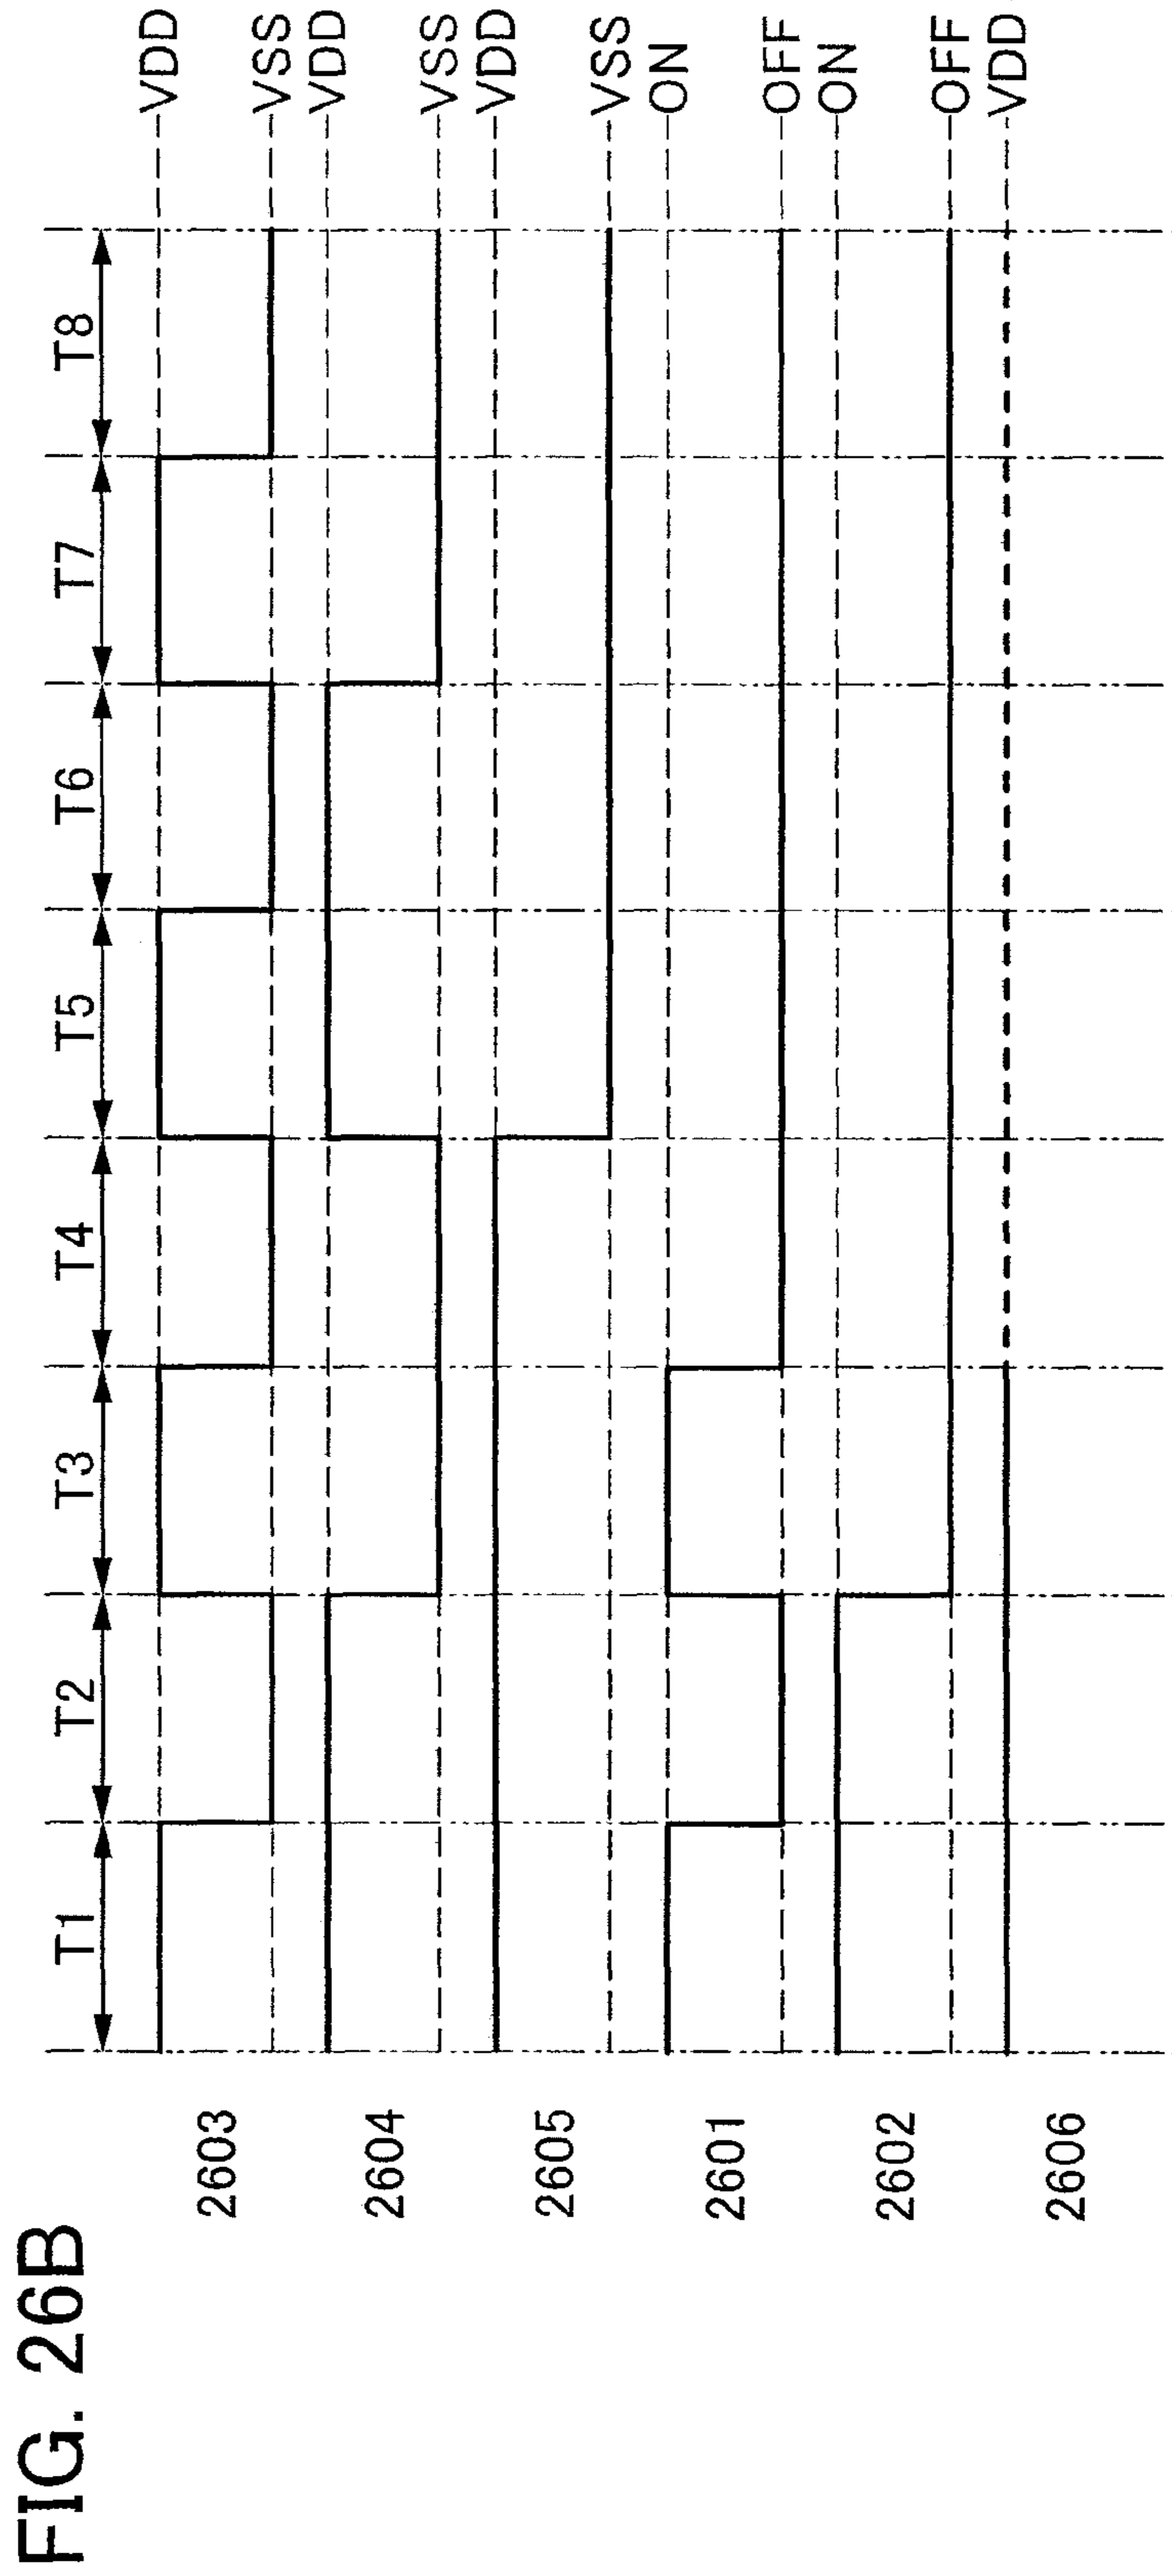 FIG. 26B
T1 T2 T3 T4 T5 T6 T7 T8
2603 VDD
VSS
2604 VDD
VSS
2605 VDD
VSS
2601 ON
OFF
2602 ON
OFF
2606 VDD